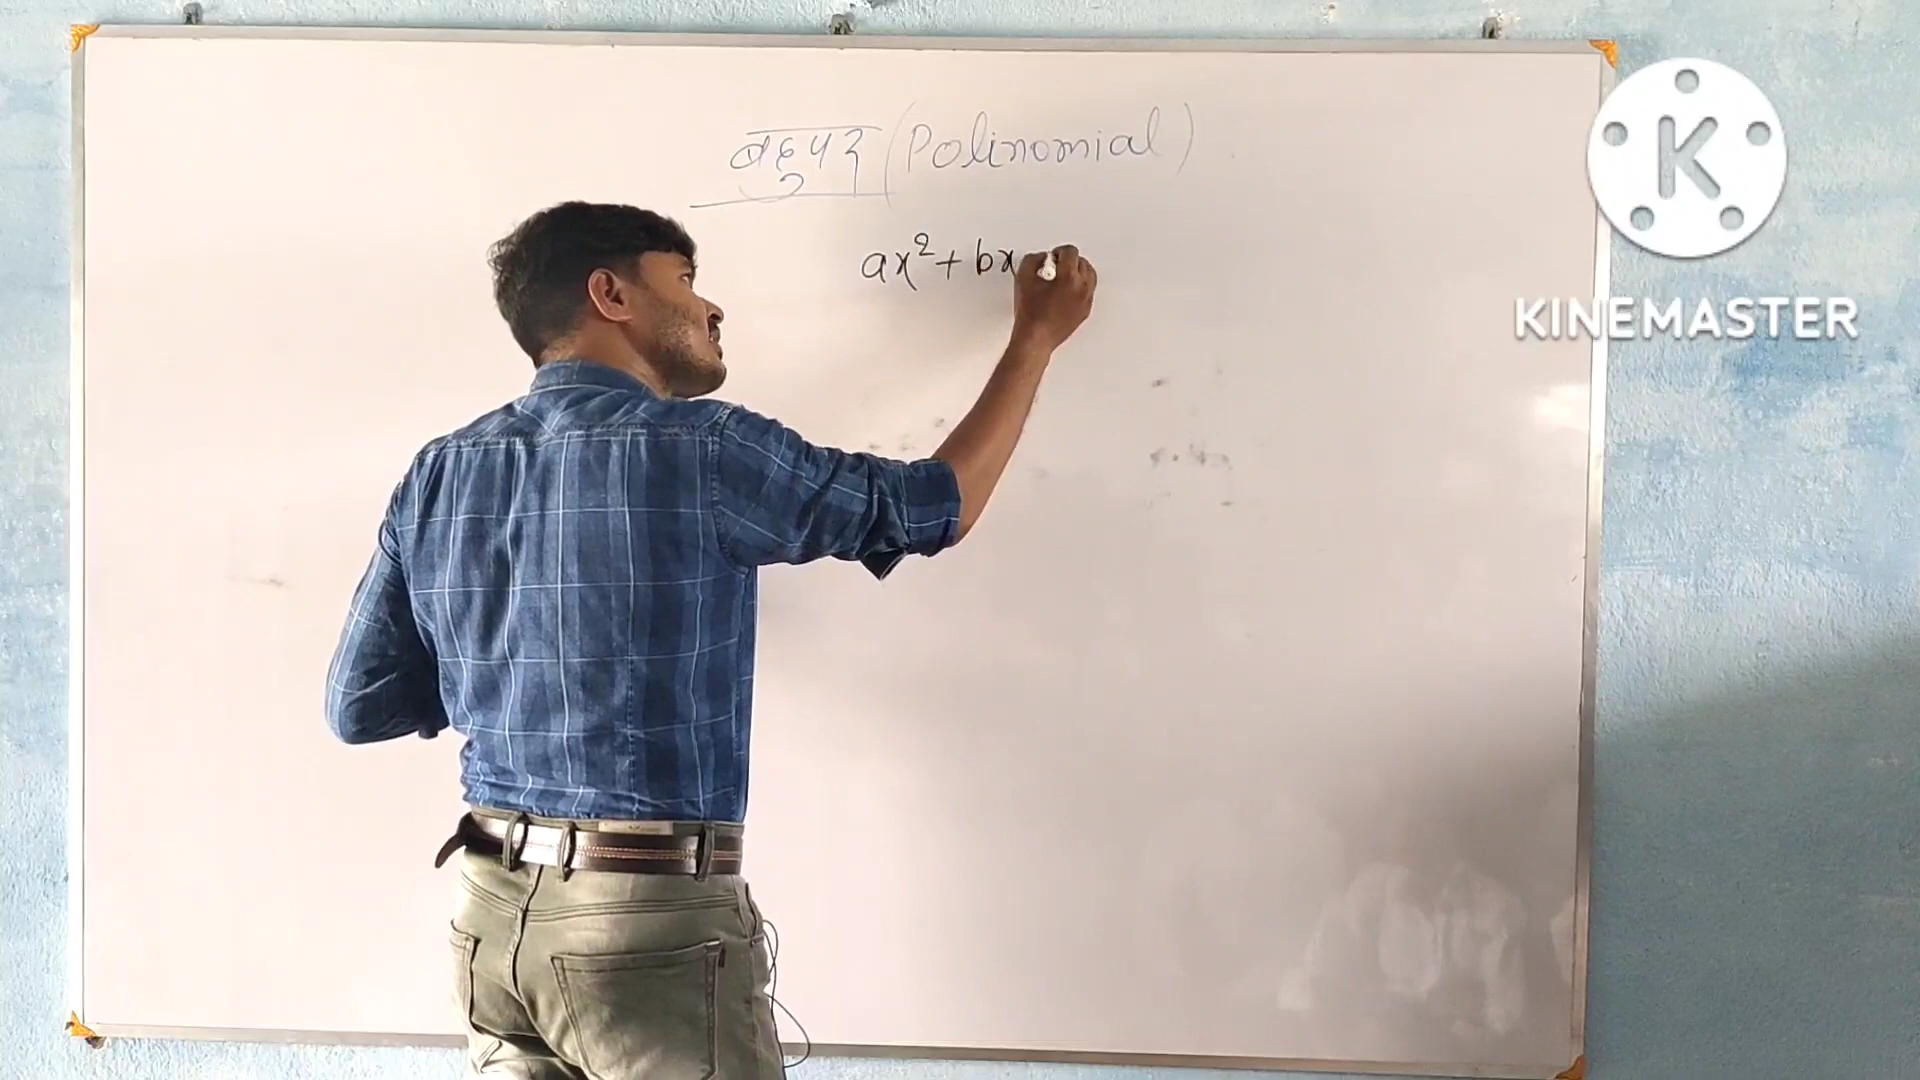 बहुपद (Polinomial)
ax² + bx
K
KINEMASTER